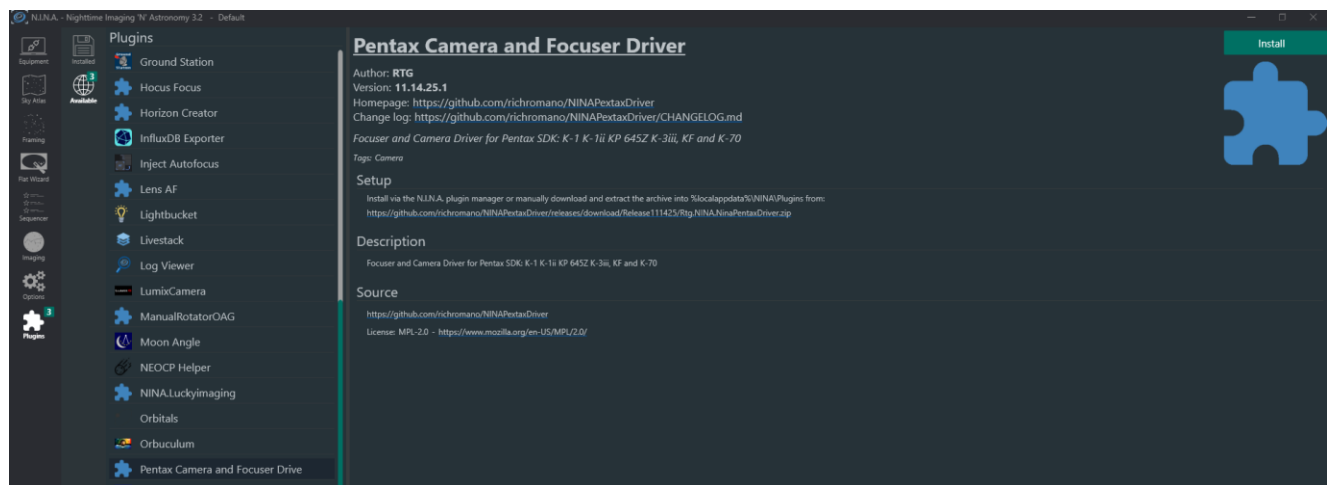 N.I.N.A. - Nighttime Imaging 'N' Astronomy 3.2 - Default
Equipment
Sky Atlas
Framing
Flat Wizard
Sequencer
Imaging
Options
3
Plugins
Installed
3
Available
Plugins
Ground Station
Hocus Focus
Horizon Creator
InfluxDB Exporter
Inject Autofocus
Lens AF
Lightbucket
Livestack
Log Viewer
LumixCamera
ManualRotatorOAG
Moon Angle
NEOCP Helper
NINA.Luckyimaging
Orbitals
Orbuculum
Pentax Camera and Focuser Drive
Pentax Camera and Focuser Driver
Install
Author: RTG
Version: 11.14.25.1
Homepage: https://github.com/richromano/NINAPextaxDriver
Change log: https://github.com/richromano/NINAPextaxDriver/CHANGELOG.md
Focuser and Camera Driver for Pentax SDK: K-1 K-1ii KP 645Z K-3iii, KF and K-70
Tags: Camera
Setup
Install via the N.I.N.A. plugin manager or manually download and extract the archive into %localappdata%\NINA\Plugins from:
https://github.com/richromano/NINAPextaxDriver/releases/download/Release111425/Rtg.NINA.NinaPentaxDriver.zip
Description
Focuser and Camera Driver for Pentax SDK: K-1 K-1ii KP 645Z K-3iii, KF and K-70
Source
https://github.com/richromano/NINAPextaxDriver
License: MPL-2.0 - https://www.mozilla.org/en-US/MPL/2.0/